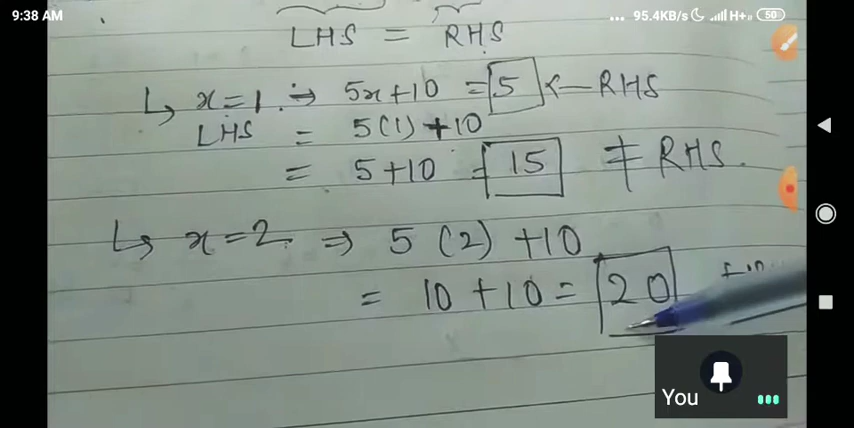 9:38 AM ... 95.4KB/s H+ 50
LHS = RHS
↳ x=1 ⇒ 5x+10 = 5 ← RHS
LHS = 5(1) + 10
= 5+10 = 15 ≠ RHS.
↳ x=2 ⇒ 5 (2) +10
= 10 +10 = 20
You